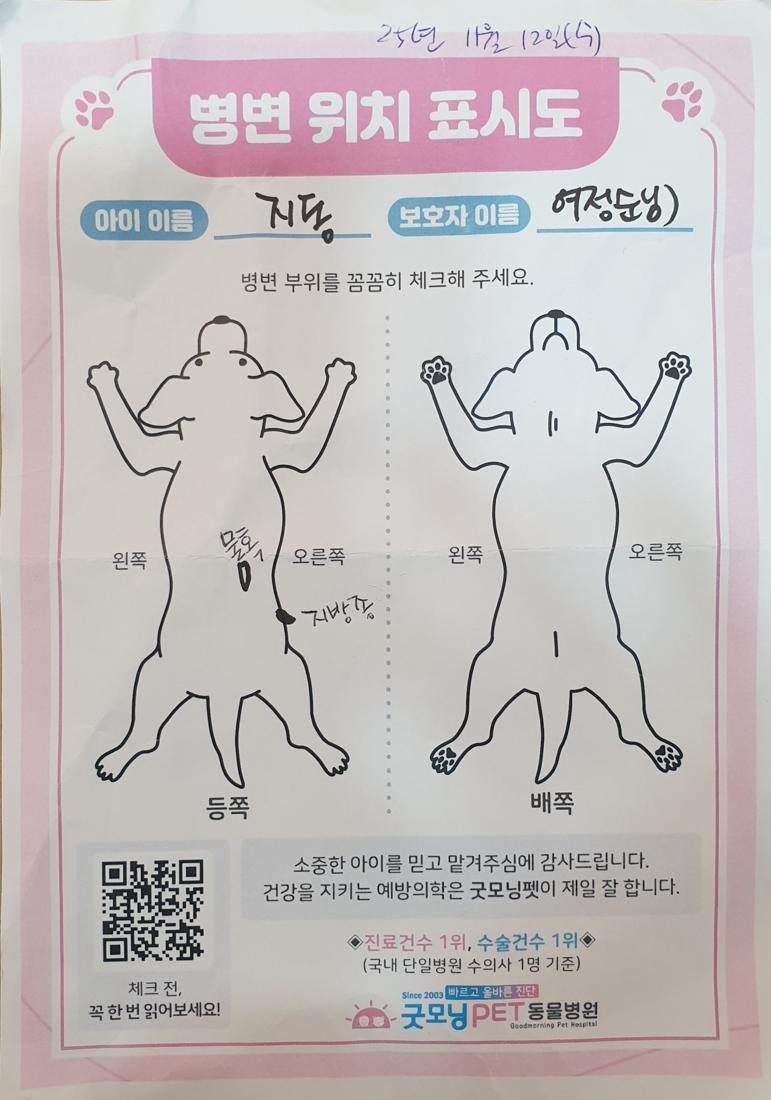 25년 11월 12일(수)
병변 위치 표시도
아이 이름 지동 보호자 이름 여정순님)
병변 부위를 꼼꼼히 체크해 주세요.
물혹
왼쪽 오른쪽 왼쪽 오른쪽
지방종
등쪽 배쪽
소중한 아이를 믿고 맡겨주심에 감사드립니다.
건강을 지키는 예방의학은 굿모닝펫이 제일 잘 합니다.
◈진료건수 1위, 수술건수 1위◈
(국내 단일병원 수의사 1명 기준)
체크 전,
꼭 한 번 읽어보세요!
Since 2003 빠르고 올바른 진단
굿모닝PET동물병원
Goodmorning Pet Hospital